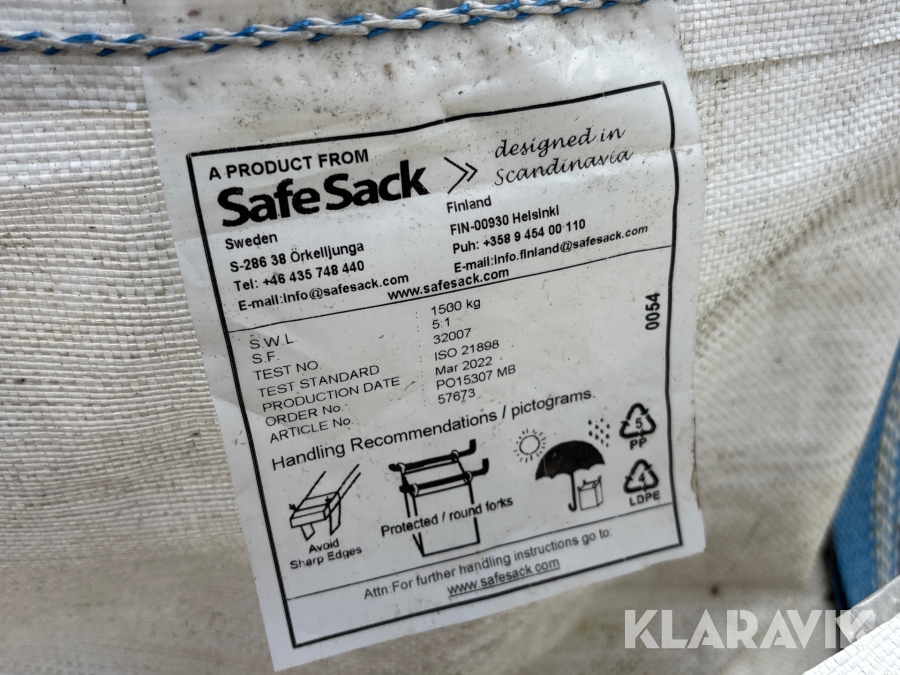 A PRODUCT FROM
SafeSack
designed in
Scandinavia
Sweden
S-286 38 Örkelljunga
Tel: +46 435 748 440
E-mail:Info@safesack.com
Finland
FIN-00930 Helsinki
Puh: +358 9 454 00 110
E-mail:Info.finland@safesack.com
www.safesack.com
S.W.L. 1500 kg
S.F. 5:1
TEST NO. 32007
TEST STANDARD ISO 21898
PRODUCTION DATE Mar 2022
ORDER No.: PO15307 MB
ARTICLE No. 57673
0054
Handling Recommendations / pictograms.
Avoid
Sharp Edges
Protected / round forks
5
PP
4
LDPE
Attn:For further handling instructions go to:
www.safesack.com
KLARAVIK